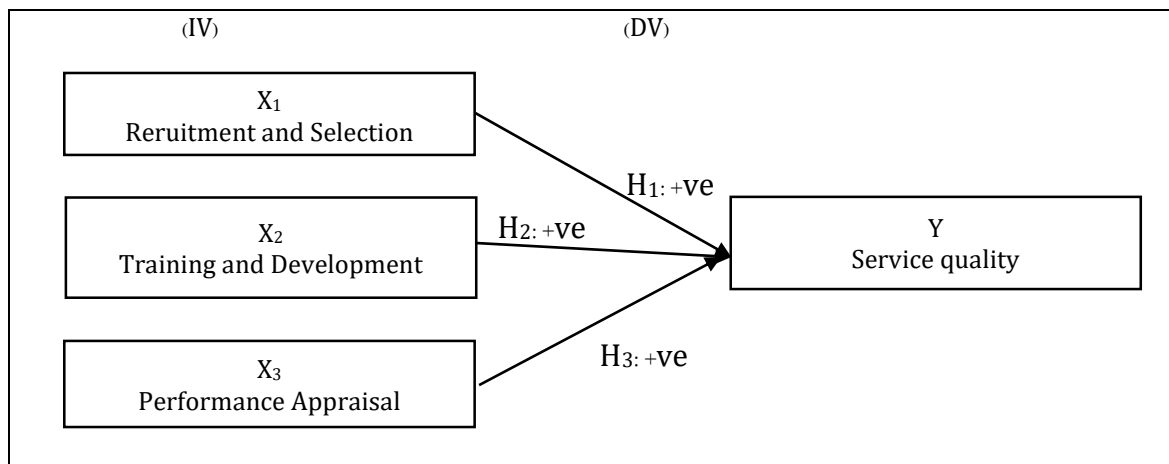 (IV) (DV)
X1
Reruitment and Selection
H1: +ve
X2
Training and Development
H2: +ve
Y
Service quality
X3
Performance Appraisal
H3: +ve